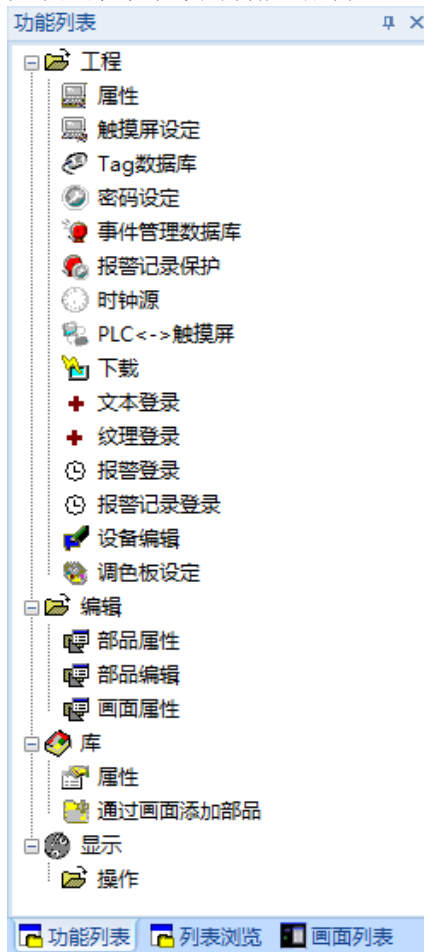 功能列表
工程
属性
触摸屏设定
Tag数据库
密码设定
事件管理数据库
报警记录保护
时钟源
PLC<->触摸屏
下载
文本登录
纹理登录
报警登录
报警记录登录
设备编辑
调色板设定
编辑
部品属性
部品编辑
画面属性
库
属性
通过画面添加部品
显示
操作
功能列表 列表浏览 画面列表